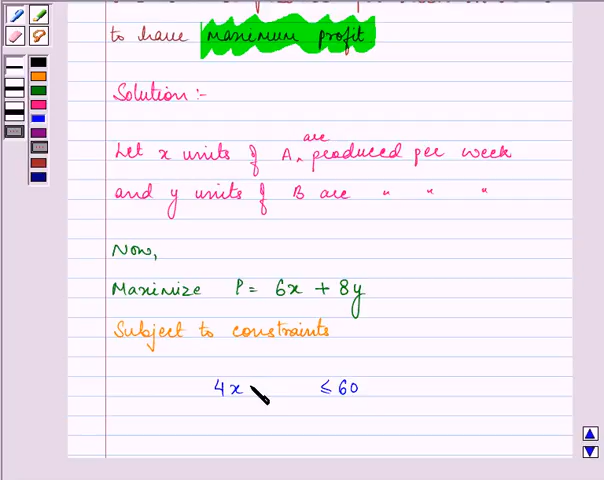 to have maximum profit
Solution :-
Let x units of A are produced per week
and y units of B are " " "
Now,
Maximize P = 6x + 8y
Subject to constraints
4x ≤ 60